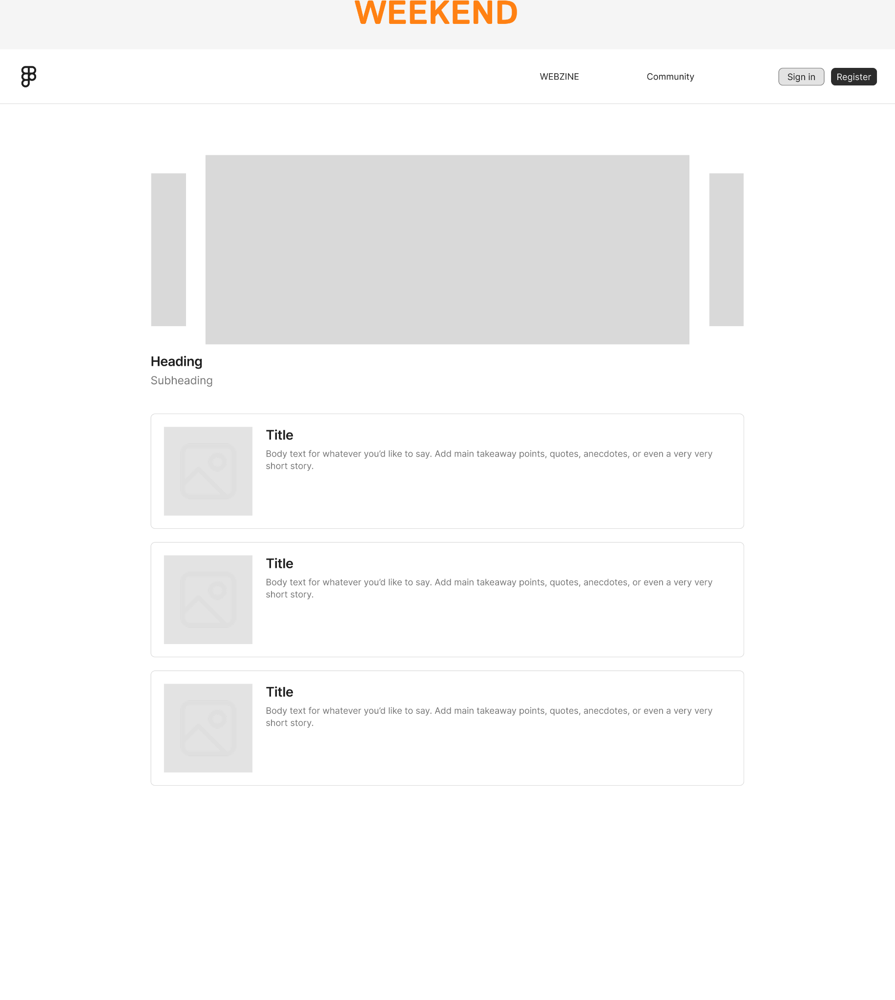 WEEKEND
WEBZINE Community Sign in Register
Heading
Subheading
Title
Body text for whatever you’d like to say. Add main takeaway points, quotes, anecdotes, or even a very very
short story.
Title
Body text for whatever you’d like to say. Add main takeaway points, quotes, anecdotes, or even a very very
short story.
Title
Body text for whatever you’d like to say. Add main takeaway points, quotes, anecdotes, or even a very very
short story.